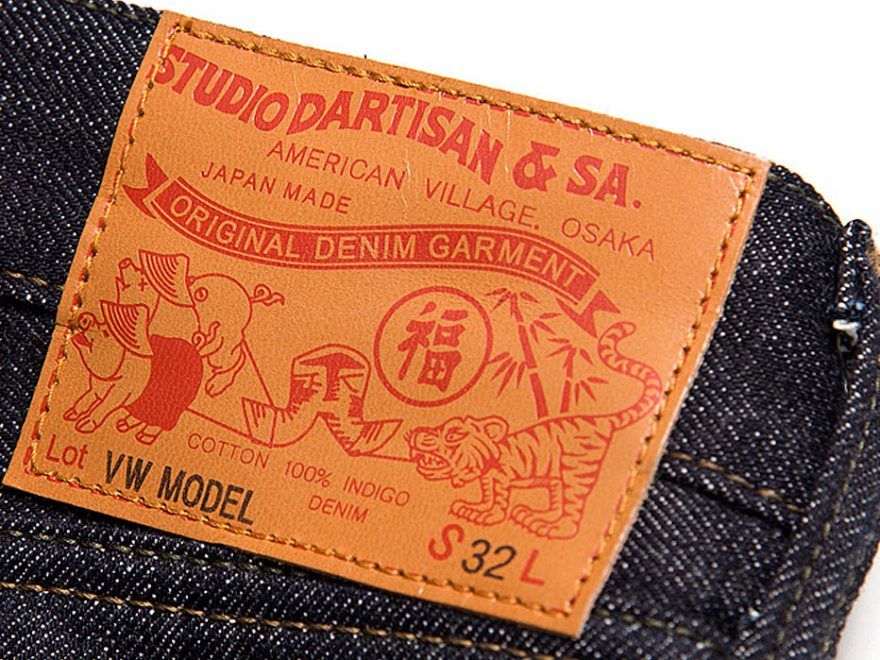 STUDIO DARTISAN & SA.
AMERICAN VILLAGE. OSAKA
JAPAN MADE
ORIGINAL DENIM GARMENT
福
COTTON 100% INDIGO
DENIM
Lot VW MODEL
S 32 L